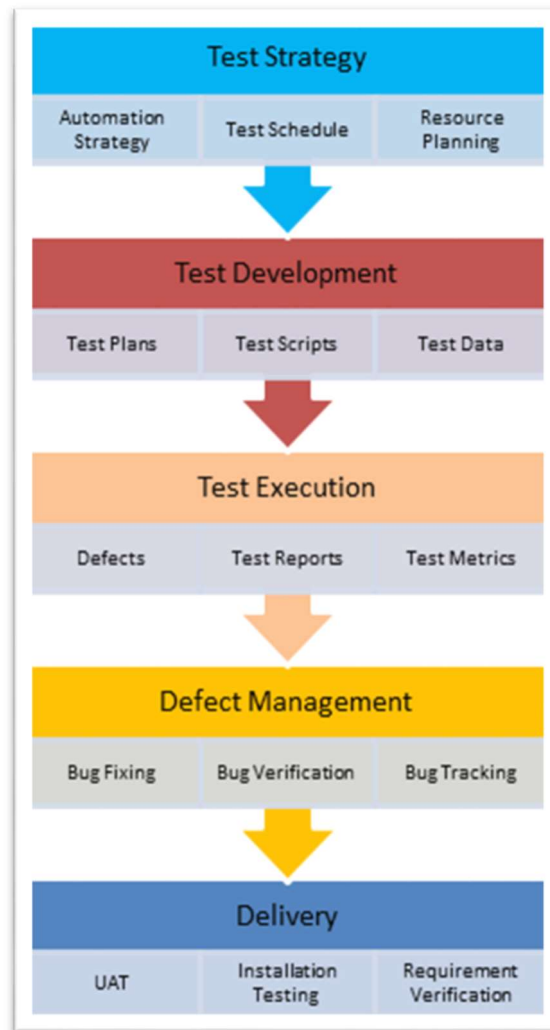 Test Strategy
Automation
Strategy
Test Schedule
Resource
Planning
Test Development
Test Plans
Test Scripts
Test Data
Test Execution
Defects
Test Reports
Test Metrics
Defect Management
Bug Fixing
Bug Verification
Bug Tracking
Delivery
UAT
Installation
Testing
Requirement
Verification